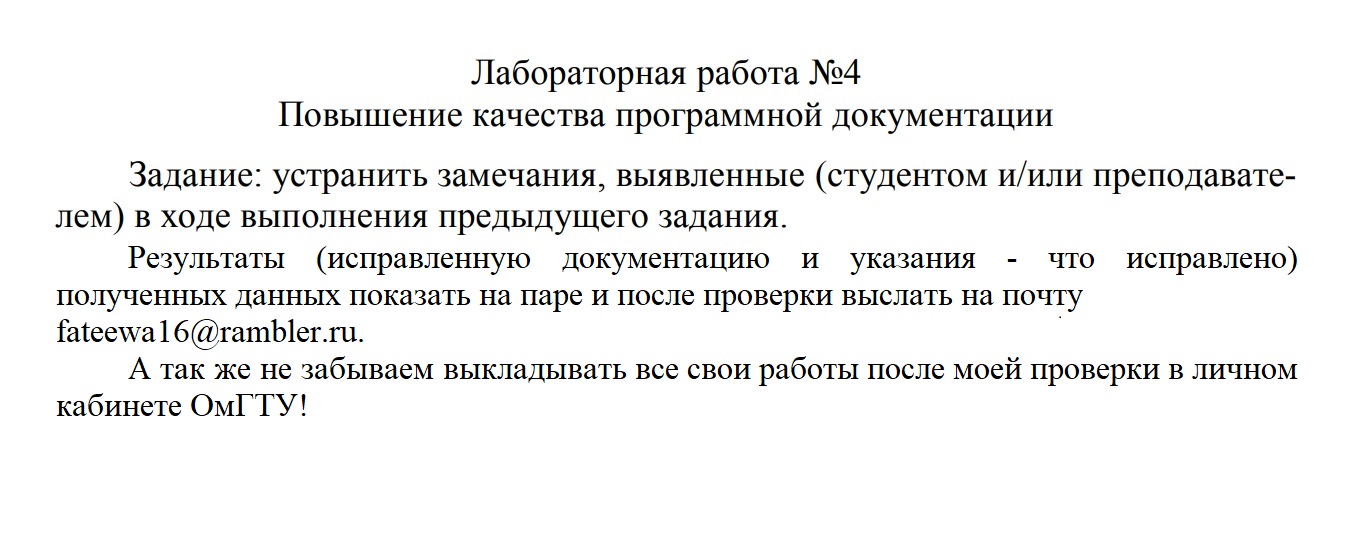 Лабораторная работа №4
Повышение качества программной документации
Задание: устранить замечания, выявленные (студентом и/или преподавате-
лем) в ходе выполнения предыдущего задания.
Результаты (исправленную документацию и указания - что исправлено)
полученных данных показать на паре и после проверки выслать на почту
fateewa16@rambler.ru.
А так же не забываем выкладывать все свои работы после моей проверки в личном
кабинете ОмГТУ!